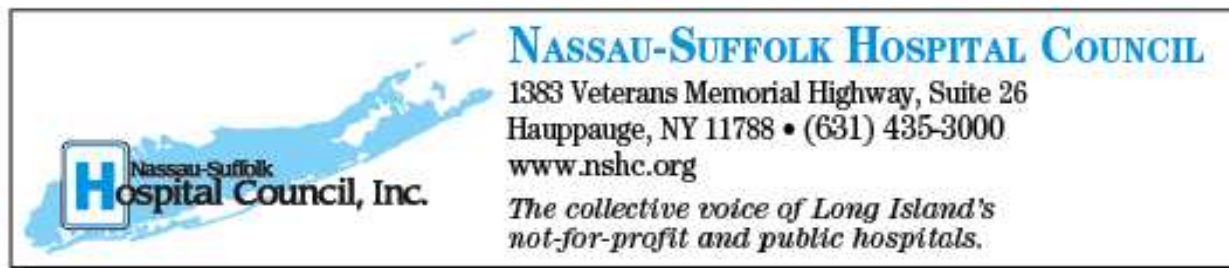 Nassau-Suffolk
Hospital Council, Inc.
NASSAU-SUFFOLK HOSPITAL COUNCIL
1383 Veterans Memorial Highway, Suite 26
Hauppauge, NY 11788 • (631) 435-3000
www.nshc.org
The collective voice of Long Island's
not-for-profit and public hospitals.